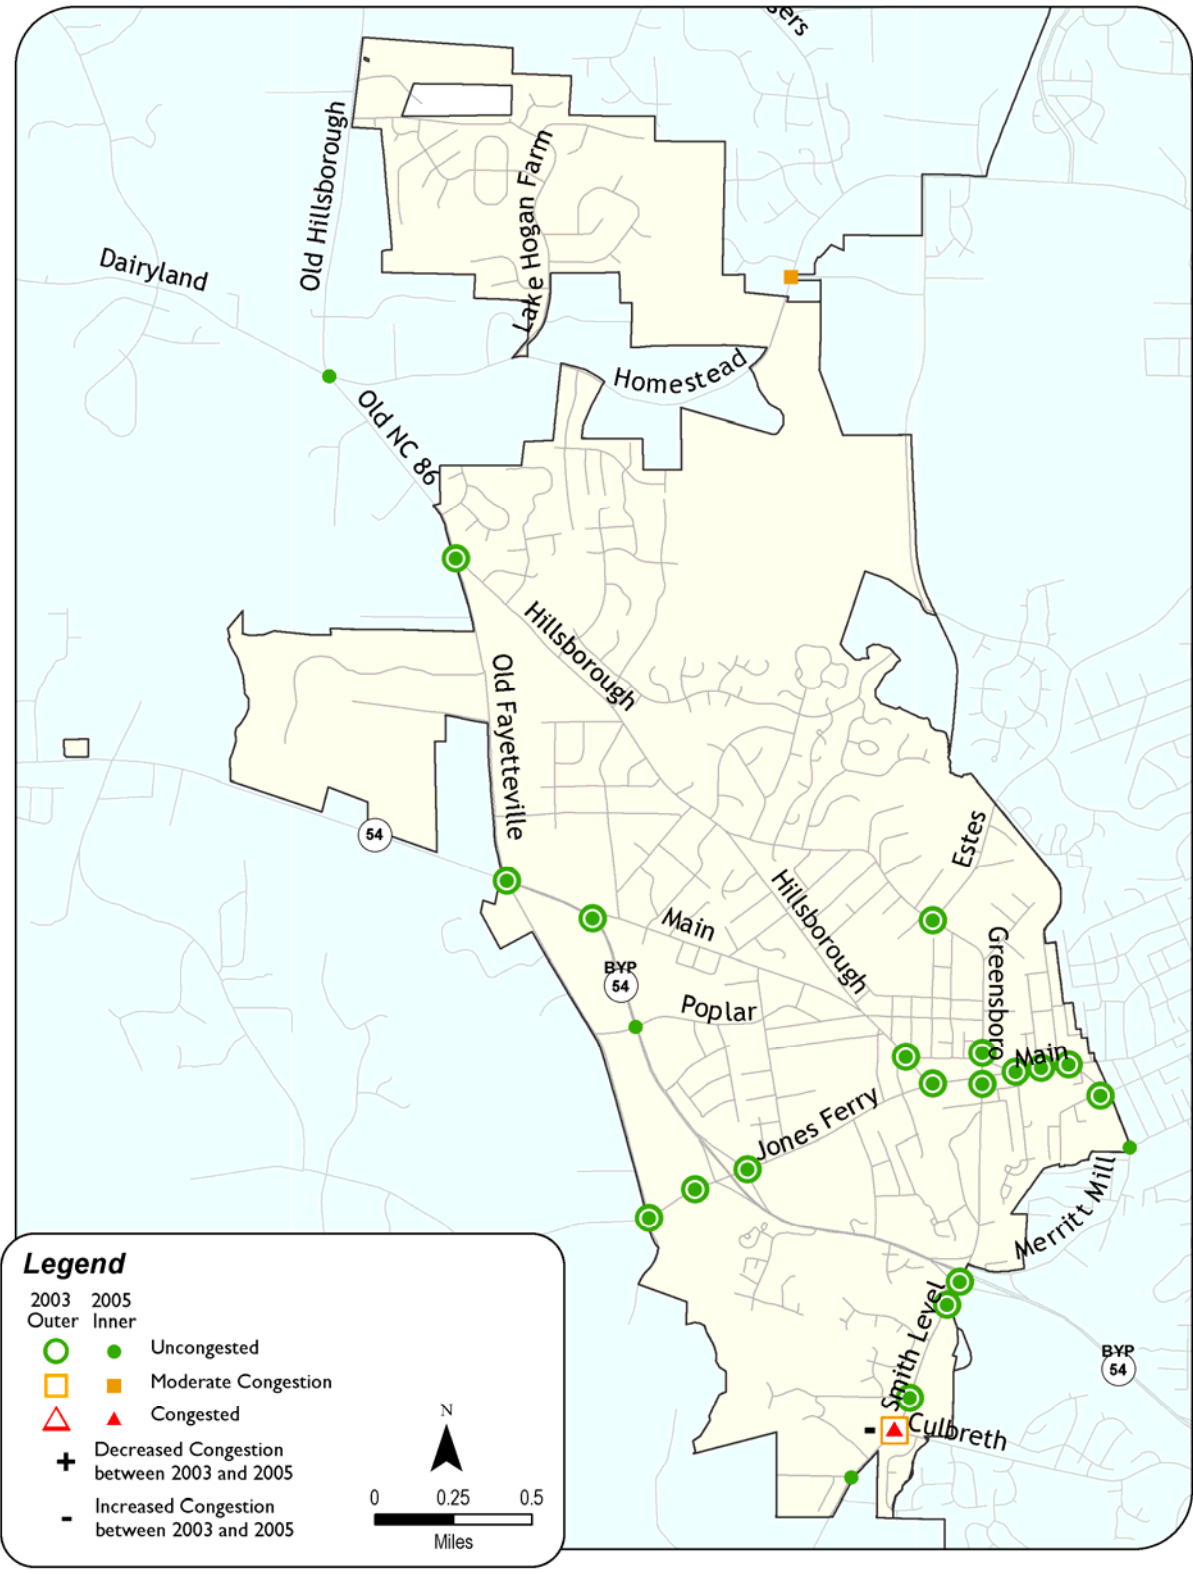 gers
Old Hillsborough
Lake Hogan Farm
Dairyland
Homestead
Old NC 86
Hillsborough
Old Fayetteville
54
Estes
Hillsborough
Main
Greensboro
BYP
54
Poplar
Main
Jones Ferry
Merritt Mill
Smith Level
BYP
54
Culbreth
-
Legend
2003 2005
Outer Inner
Uncongested
Moderate Congestion
Congested
+ Decreased Congestion
between 2003 and 2005
- Increased Congestion
between 2003 and 2005
N
0 0.25 0.5
Miles